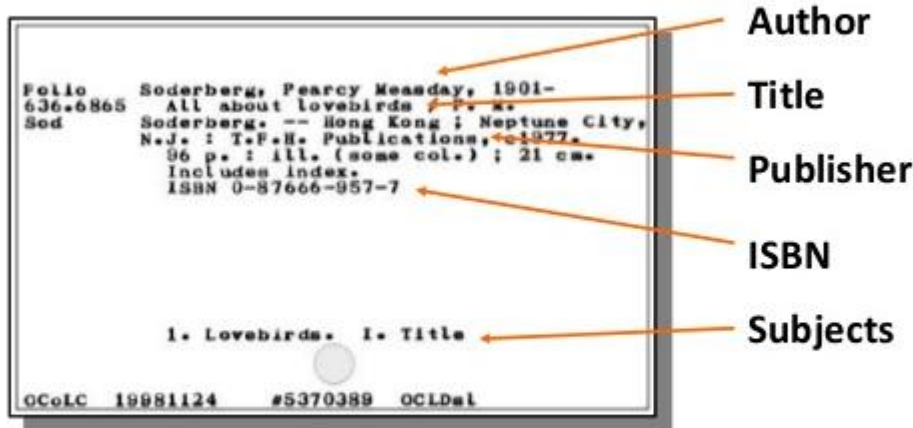 Author
Folio Soderberg, Pearcy Measday, 1901-
636.6865 All about lovebirds / P. M.
Title
Sod Soderberg. -- Hong Kong ; Neptune City,
N.J. : T.F.H. Publications, c1977.
Publisher
96 p. : ill. (some col.) ; 21 cm.
Includes index.
ISBN 0-87666-957-7
ISBN
1. Lovebirds. I. Title
Subjects
OCoLC 19981124 #5370389 OCLDml